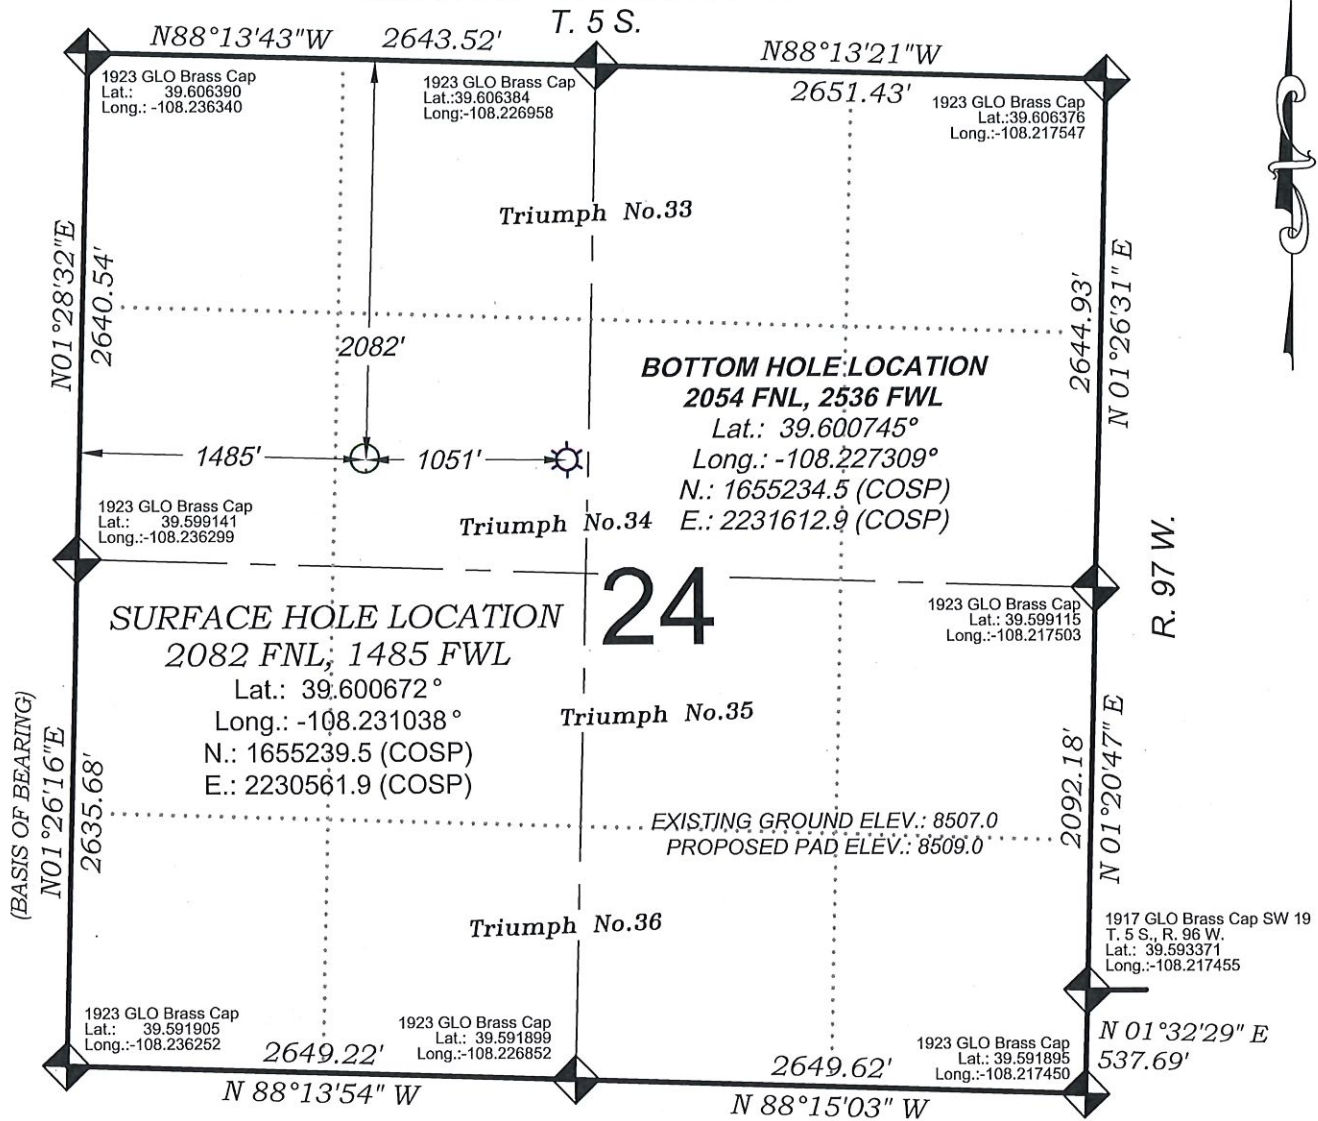 T. 5 S.
N88°13'43"W 2643.52'
N88°13'21"W
2651.43'
1923 GLO Brass Cap
Lat.: 39.606390
Long.: -108.236340
1923 GLO Brass Cap
Lat.:39.606384
Long:-108.226958
1923 GLO Brass Cap
Lat.:39.606376
Long.:-108.217547
Triumph No.33
N01°28'32"E
2640.54'
2644.93'
N 01°26'31" E
2082'
BOTTOM HOLE LOCATION
2054 FNL, 2536 FWL
Lat.: 39.600745°
Long.: -108.227309°
N.: 1655234.5 (COSP)
E.: 2231612.9 (COSP)
1485'
1051'
1923 GLO Brass Cap
Lat.: 39.599141
Long.:-108.236299
Triumph No.34
R. 97 W.
24
1923 GLO Brass Cap
Lat.: 39.599115
Long.:-108.217503
SURFACE HOLE LOCATION
2082 FNL, 1485 FWL
Lat.: 39.600672°
Long.: -108.231038°
N.: 1655239.5 (COSP)
E.: 2230561.9 (COSP)
Triumph No.35
(BASIS OF BEARING)
N01°26'16"E
2635.68'
2092.18'
N 01°20'47" E
EXISTING GROUND ELEV.: 8507.0
PROPOSED PAD ELEV.: 8509.0
Triumph No.36
1917 GLO Brass Cap SW 19
T. 5 S., R. 96 W.
Lat.: 39.593371
Long.:-108.217455
1923 GLO Brass Cap
Lat.: 39.591905
Long.:-108.236252
1923 GLO Brass Cap
Lat.: 39.591899
Long.:-108.226852
1923 GLO Brass Cap
Lat.: 39.591895
Long.:-108.217450
N 01°32'29" E
537.69'
2649.22'
N 88°13'54" W
2649.62'
N 88°15'03" W